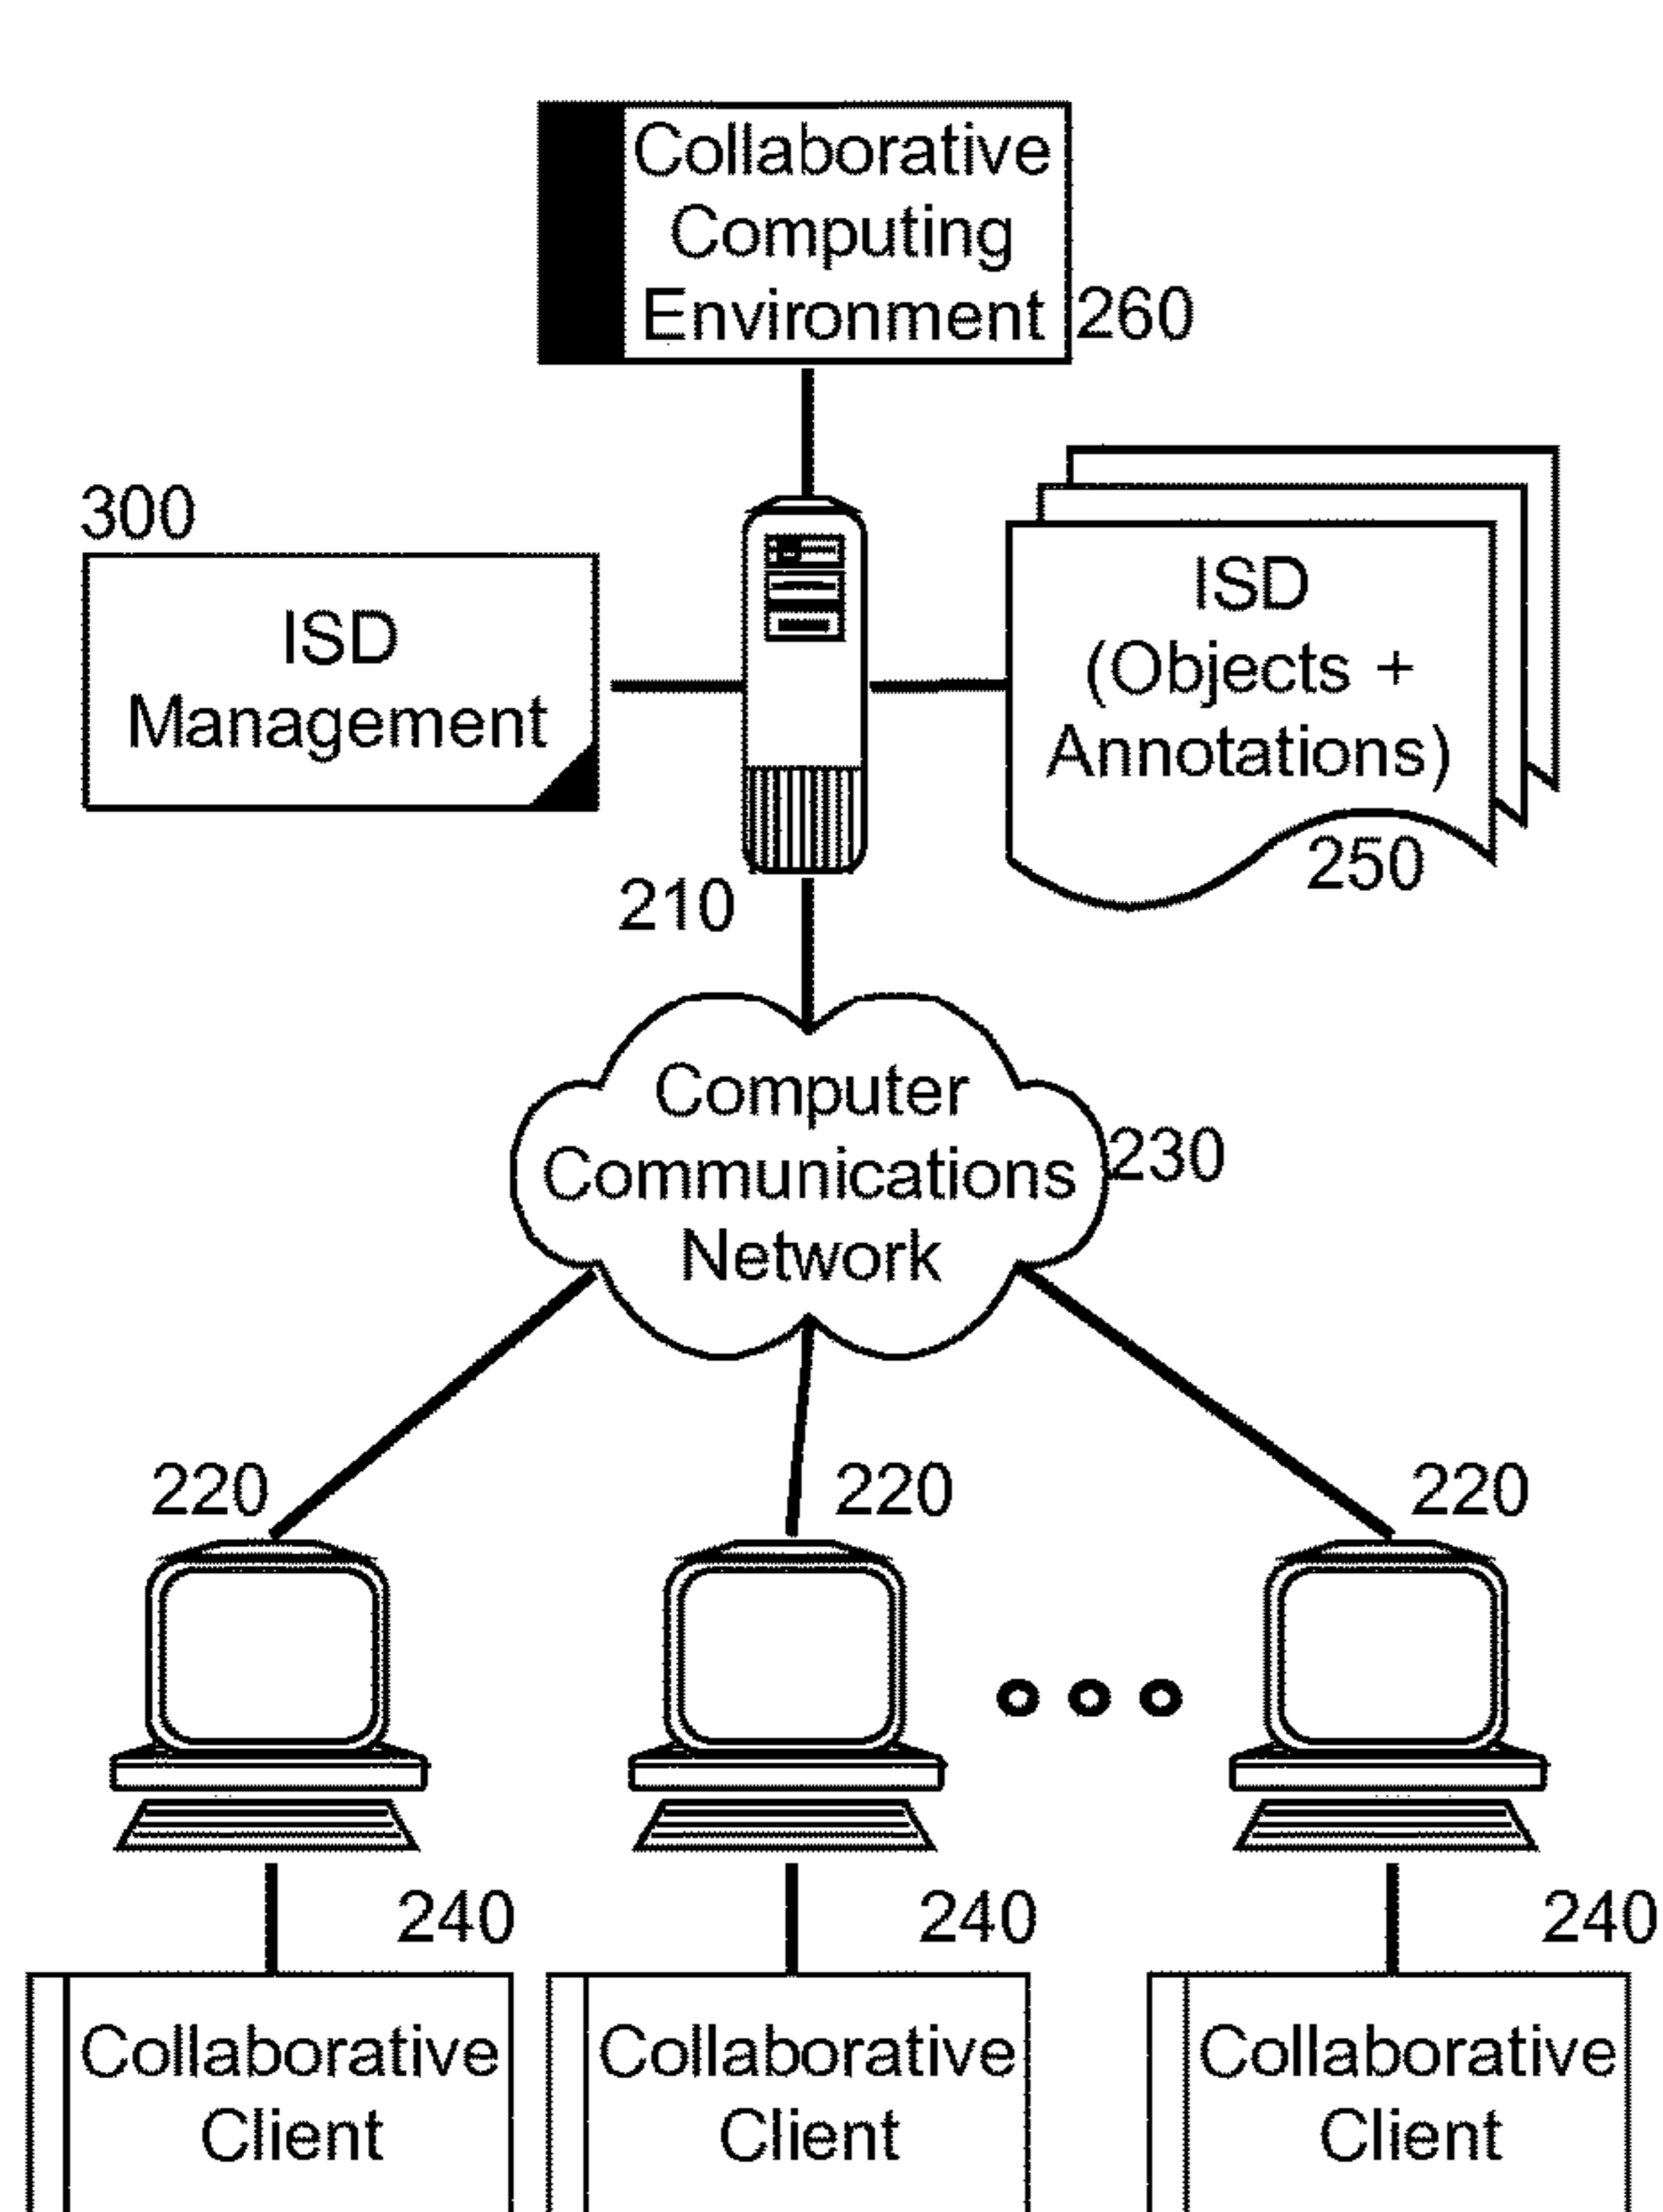 Collaborative
Computing
Environment
260
300
ISD
Management
ISD
(Objects +
Annotations)
250
210
Computer
Communications
Network
230
220
220
220
240
240
240
Collaborative
Client
Collaborative
Client
Collaborative
Client